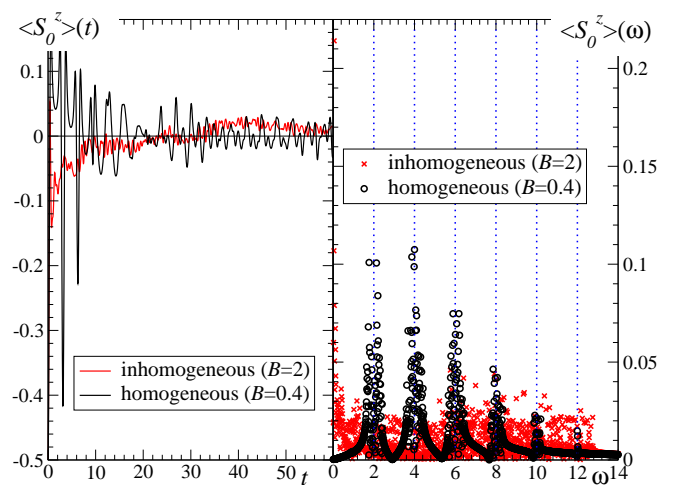 <S_0^z>(t)
<S_0^z>(ω)
0.1
0
-0.1
-0.2
-0.3
-0.4
-0.5
0.2
0.15
0.1
0.05
0
inhomogeneous (B=2)
homogeneous (B=0.4)
inhomogeneous (B=2)
homogeneous (B=0.4)
0 10 20 30 40 50
t
0 2 4 6 8 10 12 14
ω